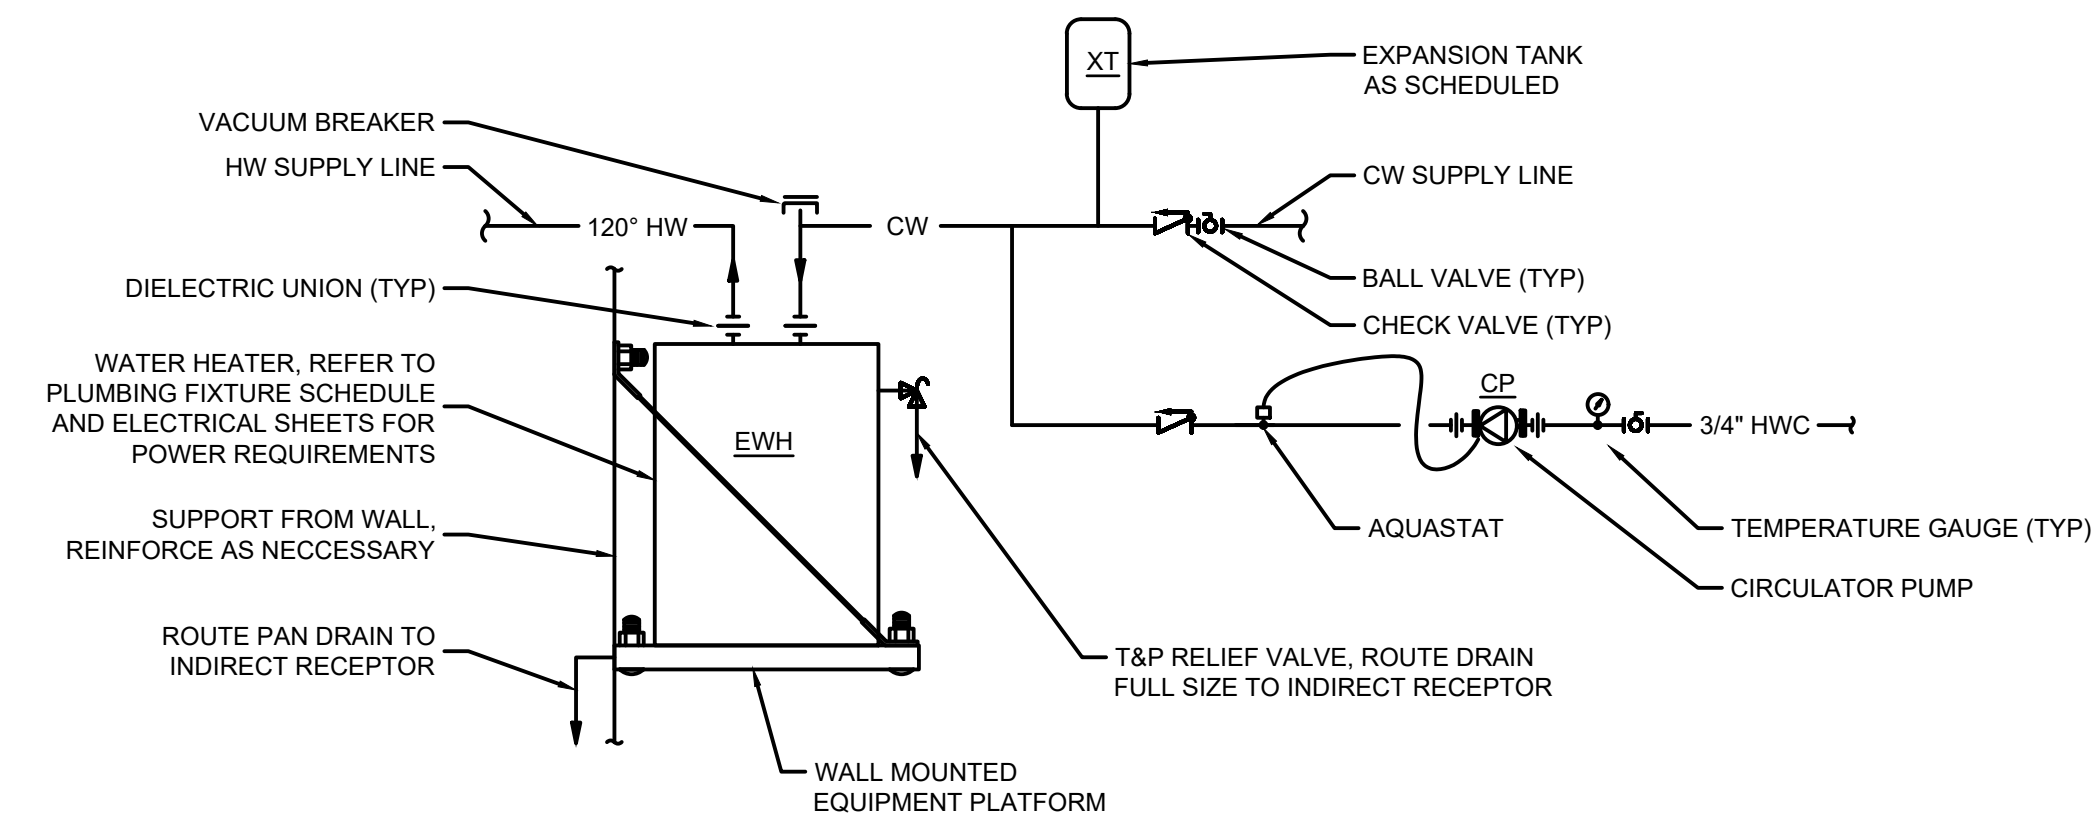 XT
EXPANSION TANK
AS SCHEDULED
VACUUM BREAKER
HW SUPPLY LINE
CW SUPPLY LINE
120° HW
CW
DIELECTRIC UNION (TYP)
BALL VALVE (TYP)
CHECK VALVE (TYP)
WATER HEATER, REFER TO
PLUMBING FIXTURE SCHEDULE
AND ELECTRICAL SHEETS FOR
POWER REQUIREMENTS
EWH
CP
3/4" HWC
SUPPORT FROM WALL,
REINFORCE AS NECCESSARY
AQUASTAT
TEMPERATURE GAUGE (TYP)
CIRCULATOR PUMP
ROUTE PAN DRAIN TO
INDIRECT RECEPTOR
T&P RELIEF VALVE, ROUTE DRAIN
FULL SIZE TO INDIRECT RECEPTOR
WALL MOUNTED
EQUIPMENT PLATFORM